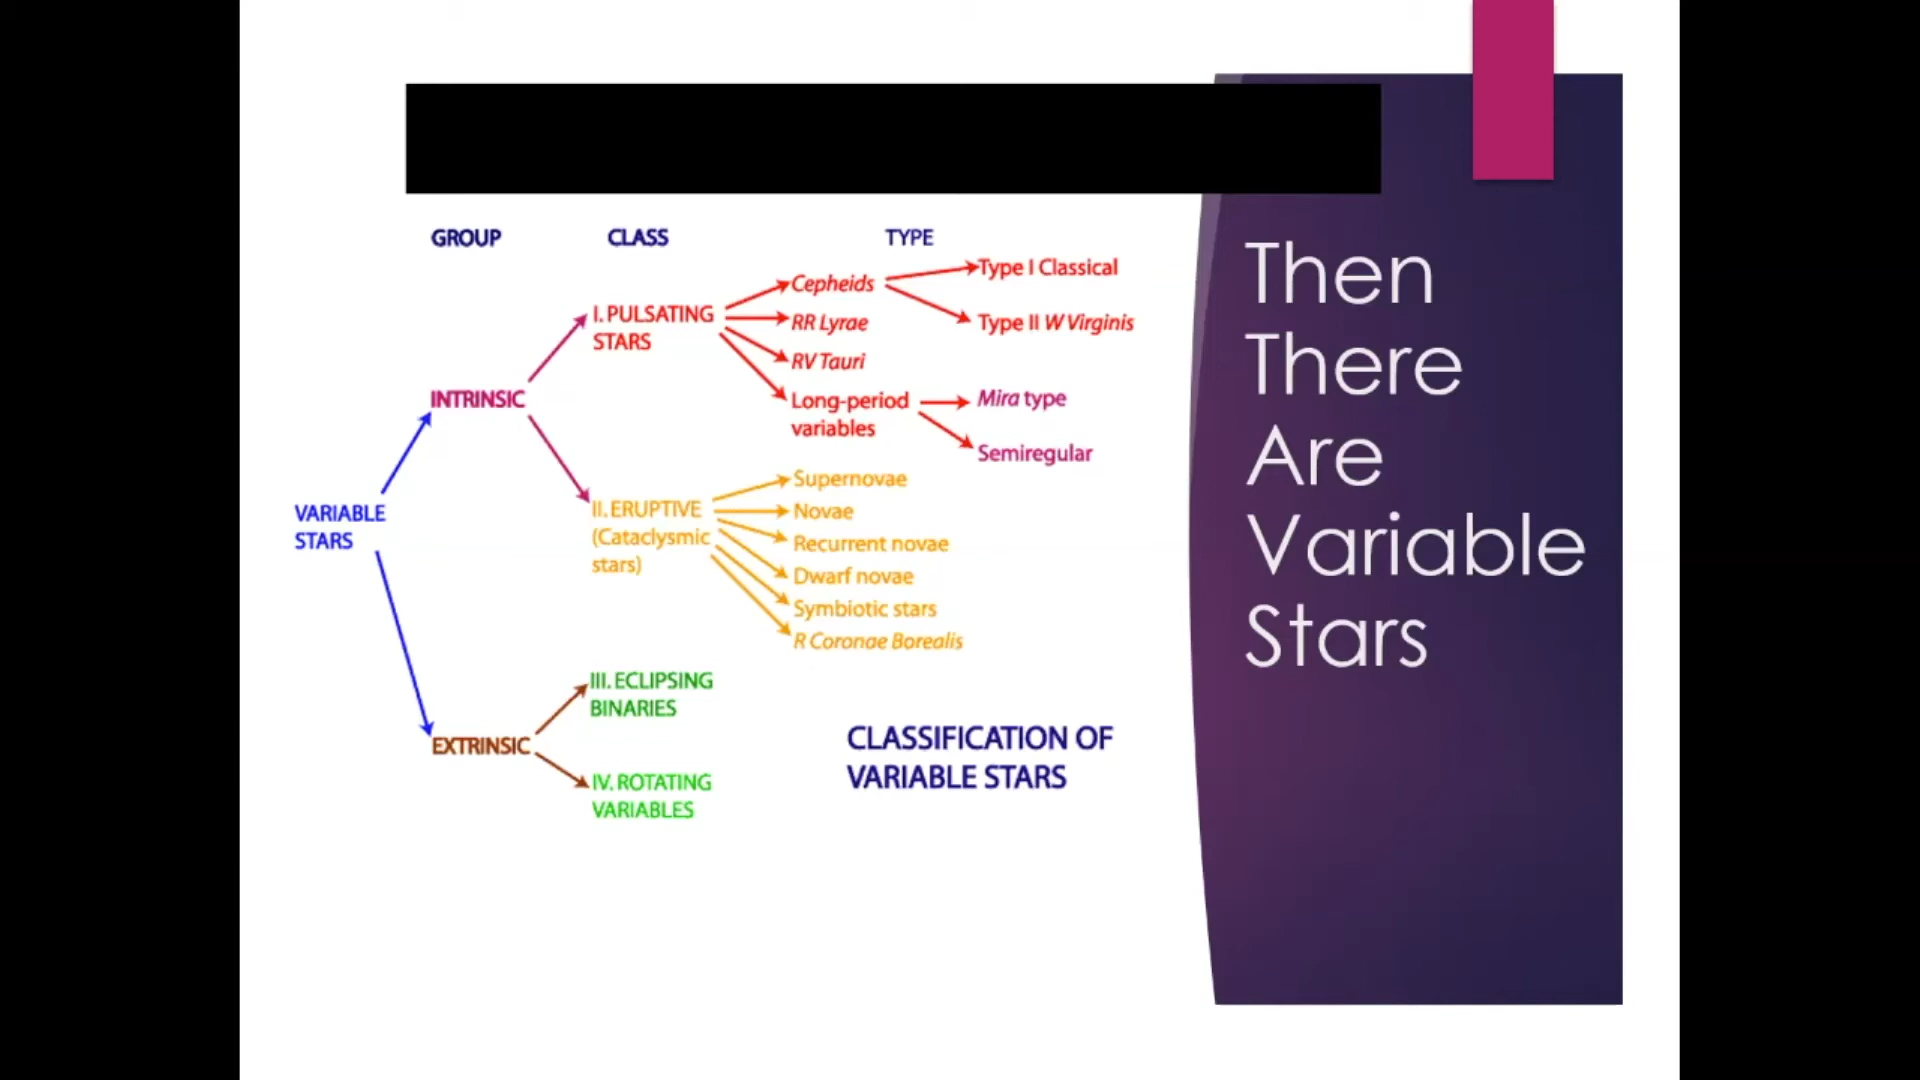 GROUP CLASS TYPE
Cepheids Type I Classical
Type II W Virginis
I. PULSATING
STARS
RR Lyrae
RV Tauri
Long-period
variables
Mira type
Semiregular
INTRINSIC
VARIABLE
STARS
II. ERUPTIVE
(Cataclysmic
stars)
Supernovae
Novae
Recurrent novae
Dwarf novae
Symbiotic stars
R Coronae Borealis
EXTRINSIC
III. ECLIPSING
BINARIES
IV. ROTATING
VARIABLES
CLASSIFICATION OF
VARIABLE STARS
Then
There
Are
Variable
Stars